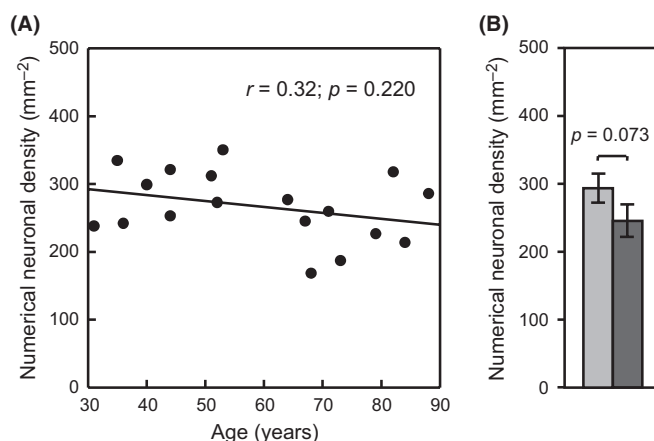 (A)
(B)
Numerical neuronal density (mm⁻²)
500
400
300
200
100
0
r = 0.32; p = 0.220
30 40 50 60 70 80 90
Age (years)
Numerical neuronal density (mm⁻²)
500
400
300
200
100
0
p = 0.073